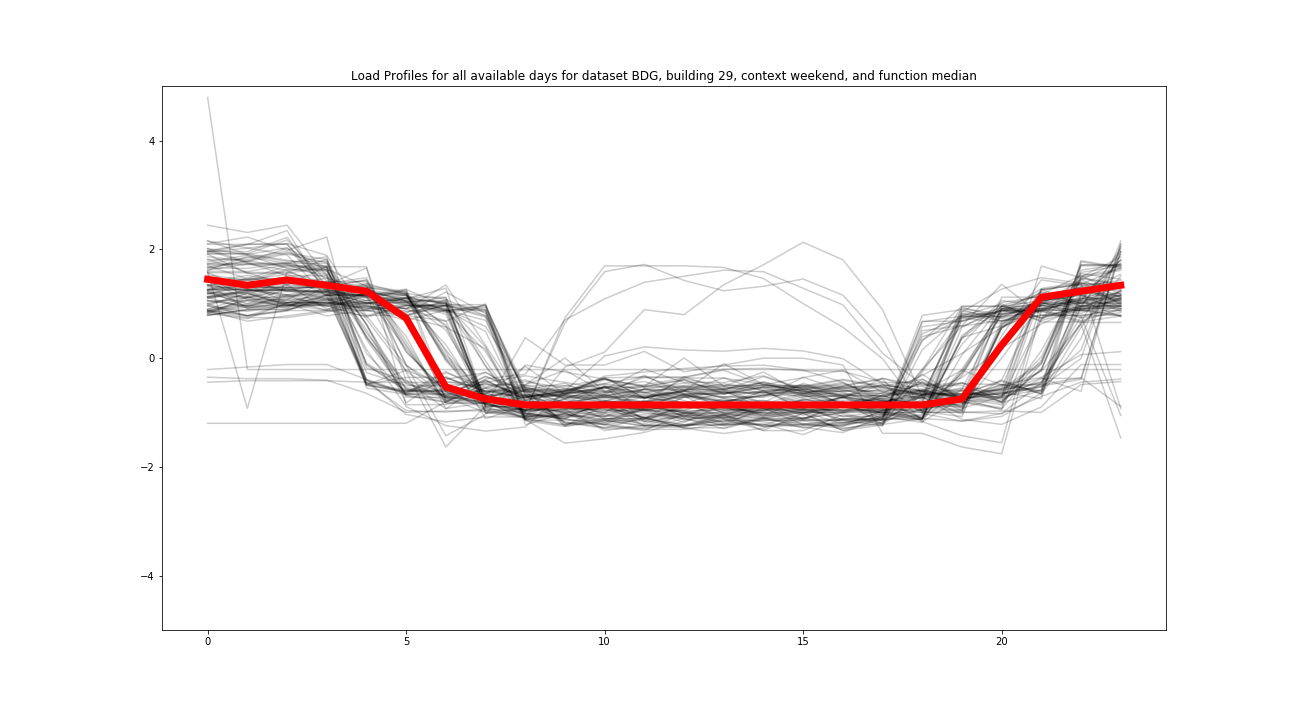 Load Profiles for all available days for dataset BDG, building 29, context weekend, and function median
4
2
0
−2
−4
0 5 10 15 20